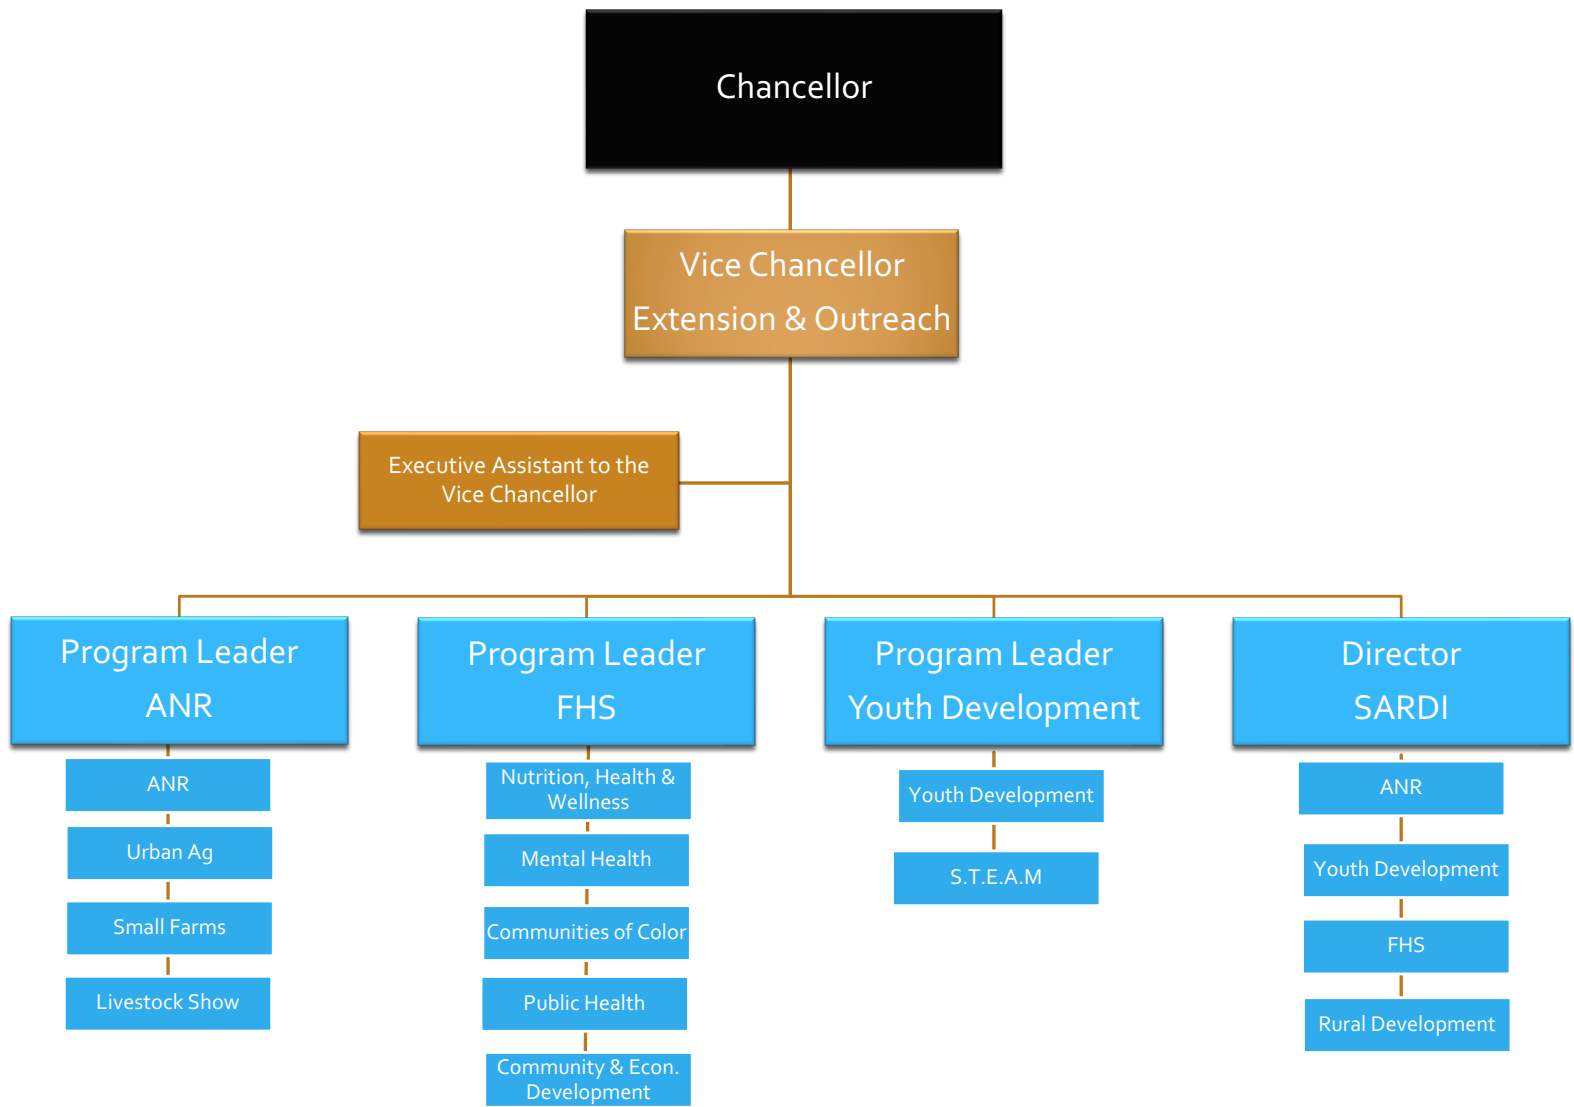 Chancellor
Vice Chancellor
Extension & Outreach
Executive Assistant to the
Vice Chancellor
Program Leader
ANR
Program Leader
FHS
Program Leader
Youth Development
Director
SARDI
ANR
Urban Ag
Small Farms
Livestock Show
Nutrition, Health &
Wellness
Mental Health
Communities of Color
Public Health
Community & Econ.
Development
Youth Development
S.T.E.A.M
ANR
Youth Development
FHS
Rural Development